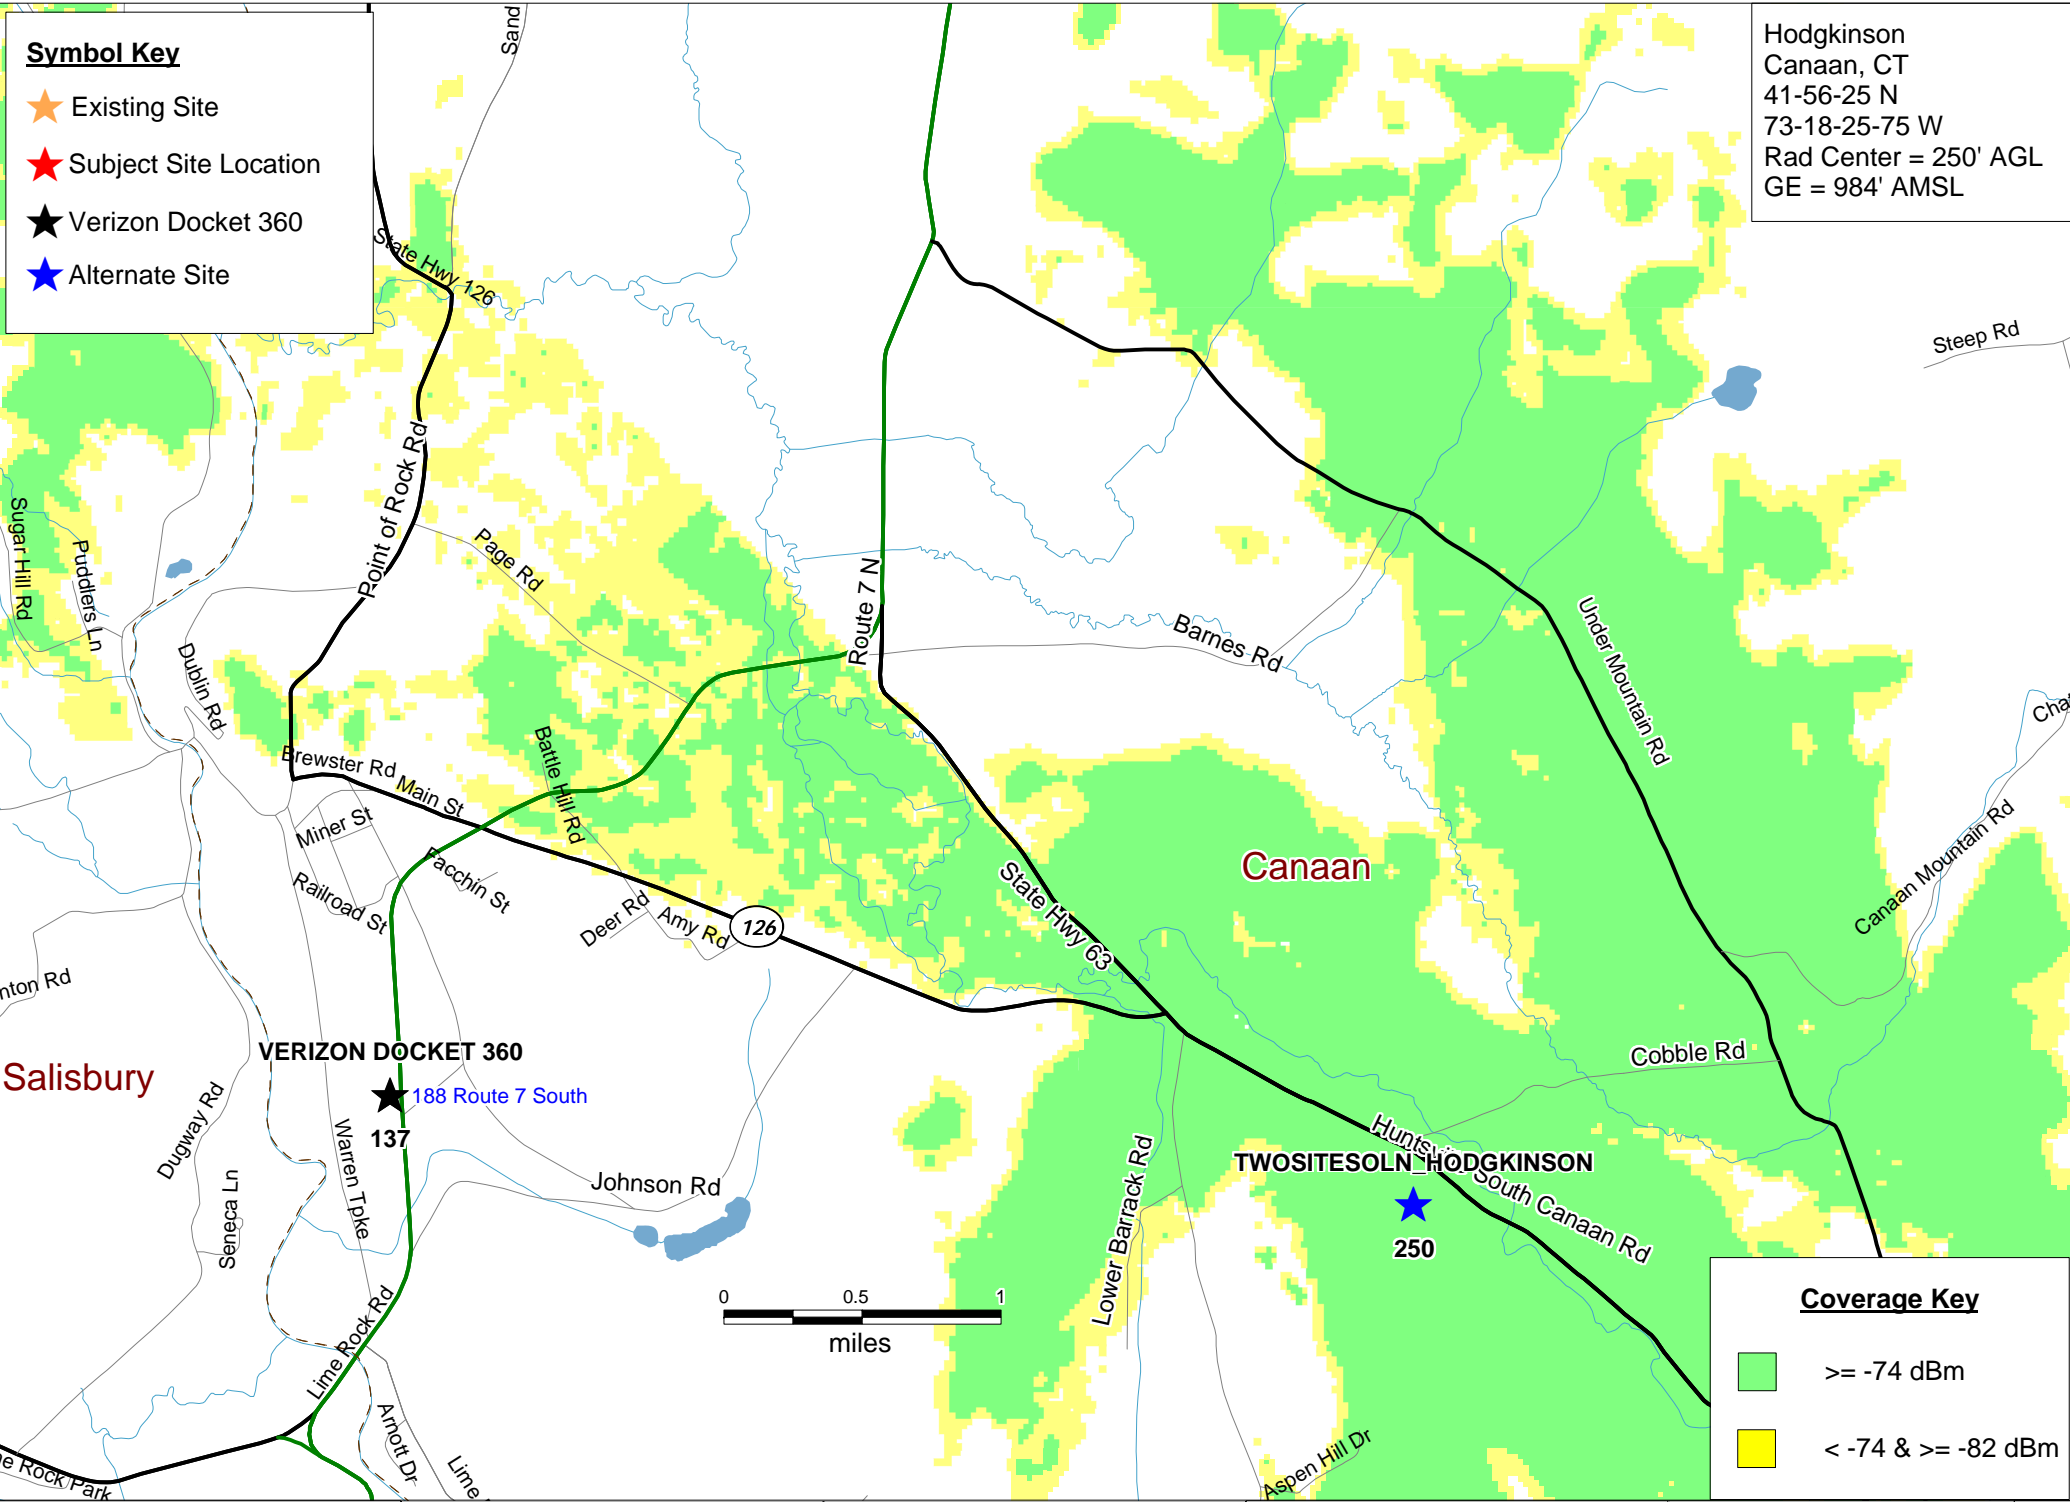 Symbol Key
Existing Site
Subject Site Location
Verizon Docket 360
Alternate Site
Hodgkinson
Canaan, CT
41-56-25 N
73-18-25-75 W
Rad Center = 250' AGL
GE = 984' AMSL
Sand
State Hwy 126
Steep Rd
Point of Rock Rd
Sugar Hill Rd
Puddlers Ln
Page Rd
Route 7 N
Barnes Rd
Under Mountain Rd
Dublin Rd
Brewster Rd
Main St
Battle Hill Rd
Miner St
Facchin St
Railroad St
Deer Rd
Amy Rd
126
State Hwy 63
Canaan
Canaan Mountain Rd
Cha
nton Rd
Salisbury
VERIZON DOCKET 360
188 Route 7 South
137
Cobble Rd
Dugway Rd
Seneca Ln
Warren Tpke
Johnson Rd
Lower Barrack Rd
TWOSITESOLN_HODGKINSON
250
South Canaan Rd
Lime Rock Rd
0 0.5 1
miles
Arnott Dr
Lime
e Rock Park
Aspen Hill Dr
Coverage Key
>= -74 dBm
< -74 & >= -82 dBm